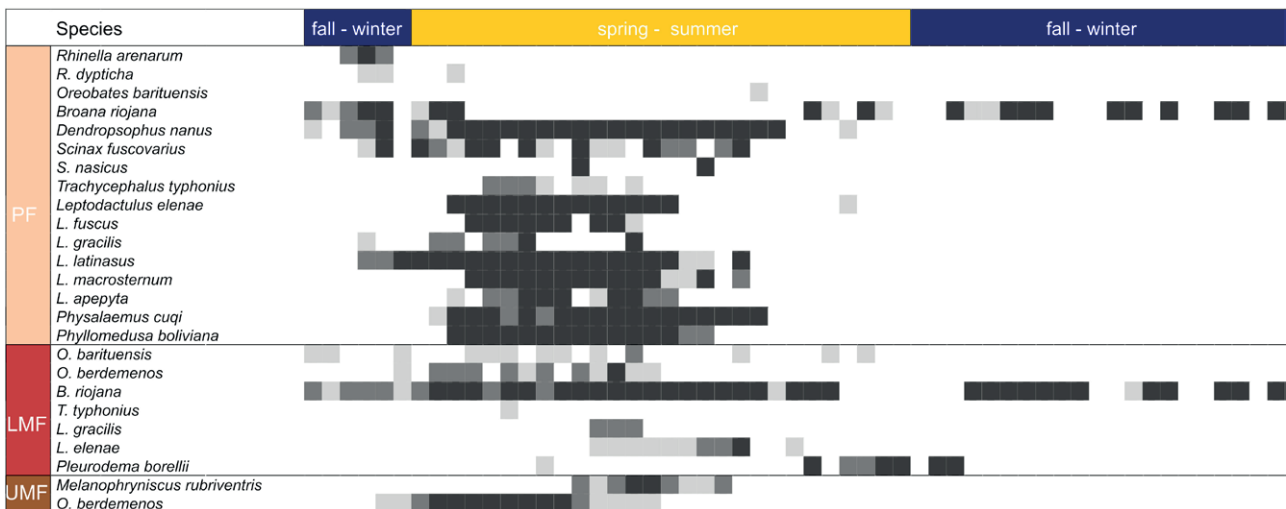 Species fall - winter spring - summer fall - winter
Rhinella arenarum
R. dypticha
Oreobates barituensis
Broana riojana
Dendropsophus nanus
Scinax fuscovarius
S. nasicus
Trachycephalus typhonius
PF Leptodactulus elenae
L. fuscus
L. gracilis
L. latinasus
L. macrosternum
L. apepyta
Physalaemus cuqi
Phyllomedusa boliviana
O. barituensis
O. berdemenos
B. riojana
LMF T. typhonius
L. gracilis
L. elenae
Pleurodema borellii
UMF Melanophryniscus rubriventris
O. berdemenos